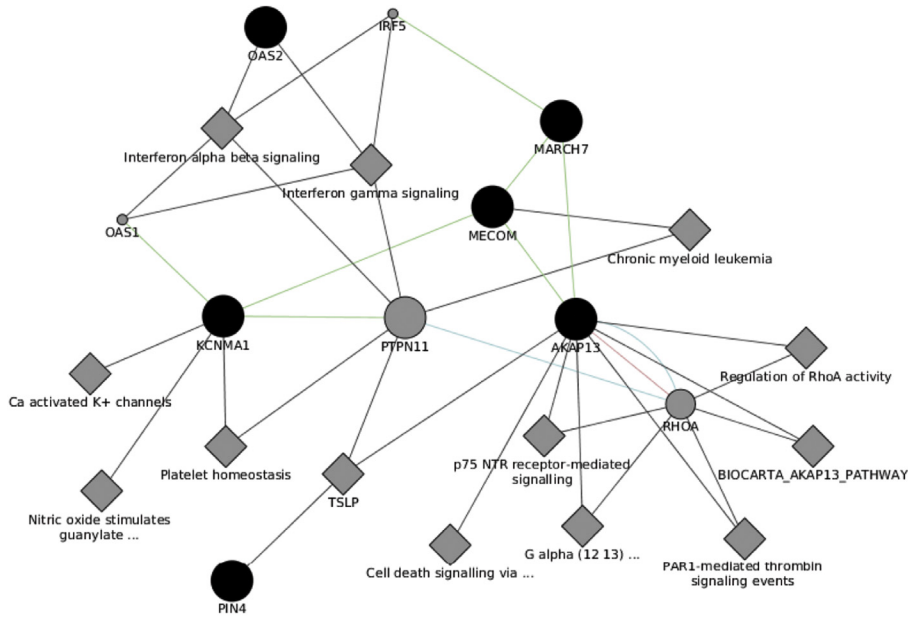 IRF5
OAS2
MARCH7
Interferon alpha beta signaling
Interferon gamma signaling
OAS1
MECOM
Chronic myeloid leukemia
KCNMA1
PTPN11
AKAP13
Regulation of RhoA activity
Ca activated K+ channels
RHOA
p75 NTR receptor-mediated
signalling
Platelet homeostasis
BIOCARTA_AKAP13_PATHWAY
TSLP
Nitric oxide stimulates
guanylate ...
G alpha (12 13) ...
Cell death signalling via ...
PAR1-mediated thrombin
signaling events
PIN4